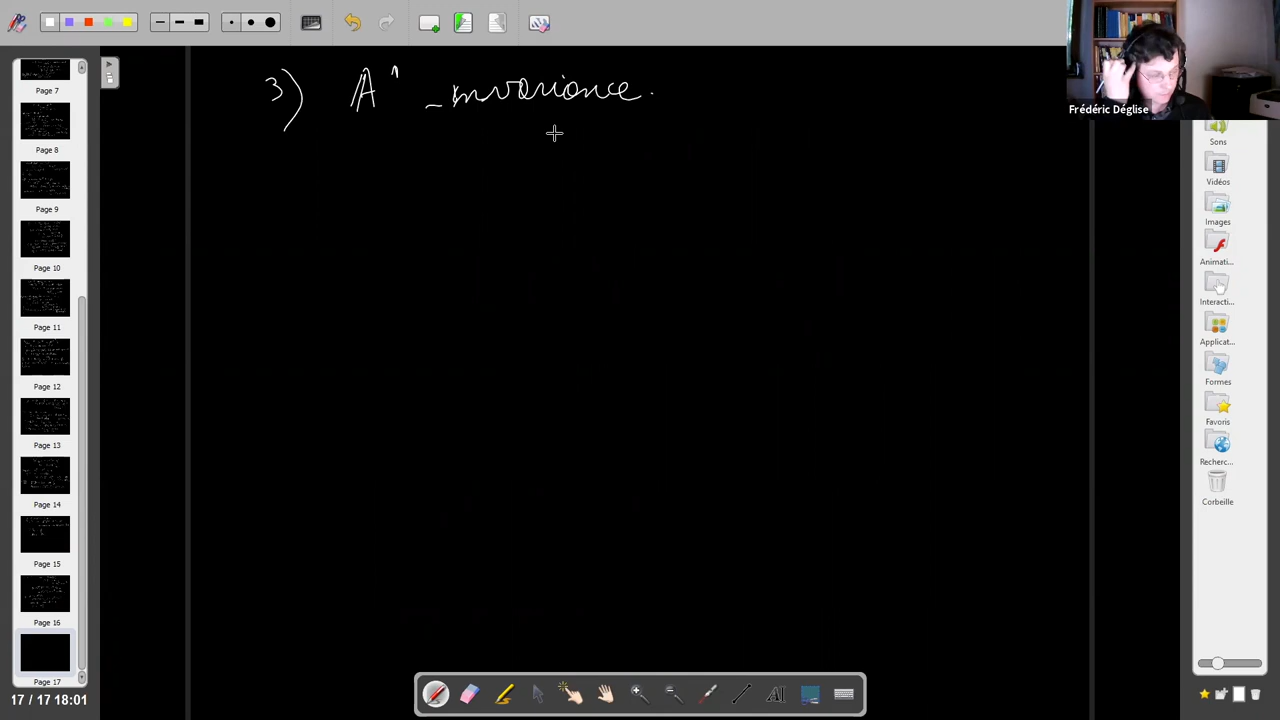 3) A¹-invariance.
Frédéric Déglise
Page 7
Page 8
Page 9
Page 10
Page 11
Page 12
Page 13
Page 14
Page 15
Page 16
Page 17
17 / 17 18:01
Sons
Vidéos
Images
Animati...
Interacti...
Applicat...
Formes
Favoris
Recherc...
Corbeille
AI